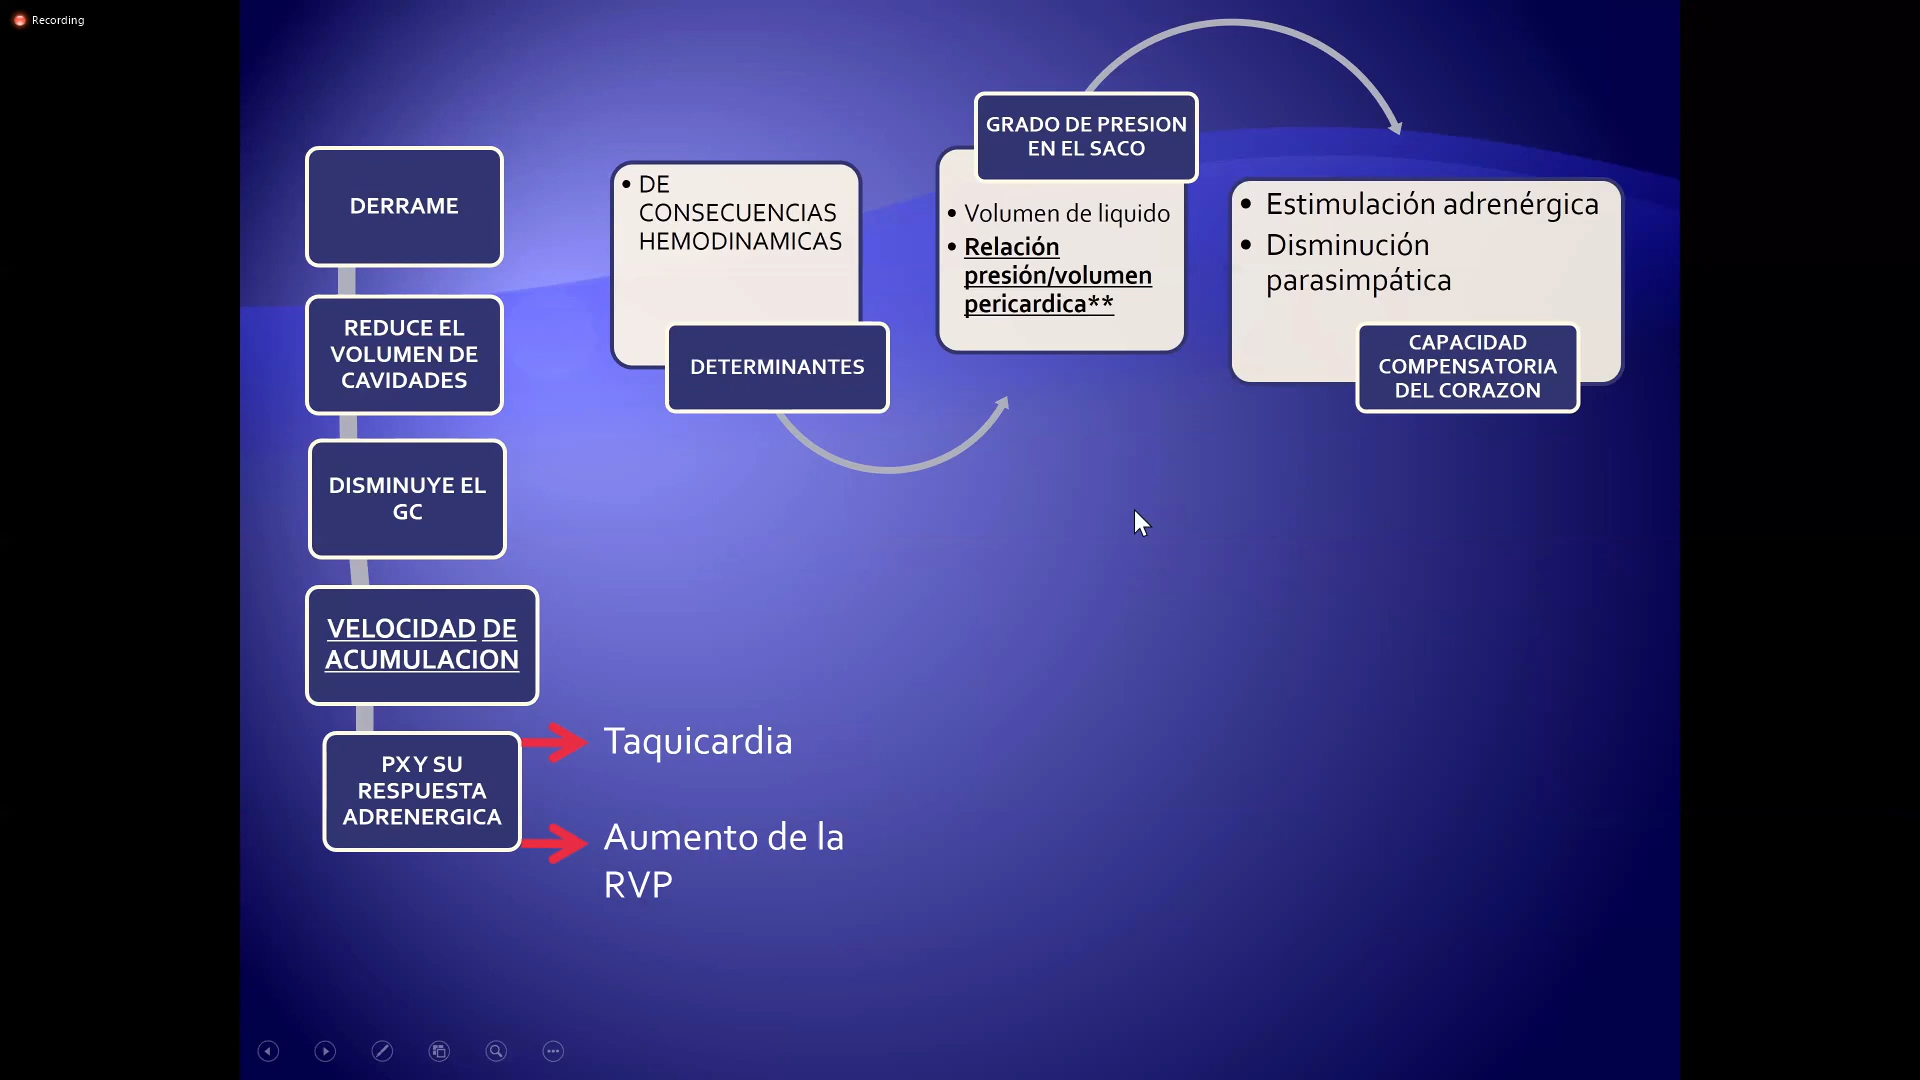 Recording
DERRAME
REDUCE EL
VOLUMEN DE
CAVIDADES
DISMINUYE EL
GC
VELOCIDAD DE
ACUMULACION
PX Y SU
RESPUESTA
ADRENERGICA
Taquicardia
Aumento de la
RVP
• DE
CONSECUENCIAS
HEMODINAMICAS
DETERMINANTES
GRADO DE PRESION
EN EL SACO
• Volumen de liquido
• Relación
presión/volumen
pericardica**
• Estimulación adrenérgica
• Disminución
parasimpática
CAPACIDAD
COMPENSATORIA
DEL CORAZON